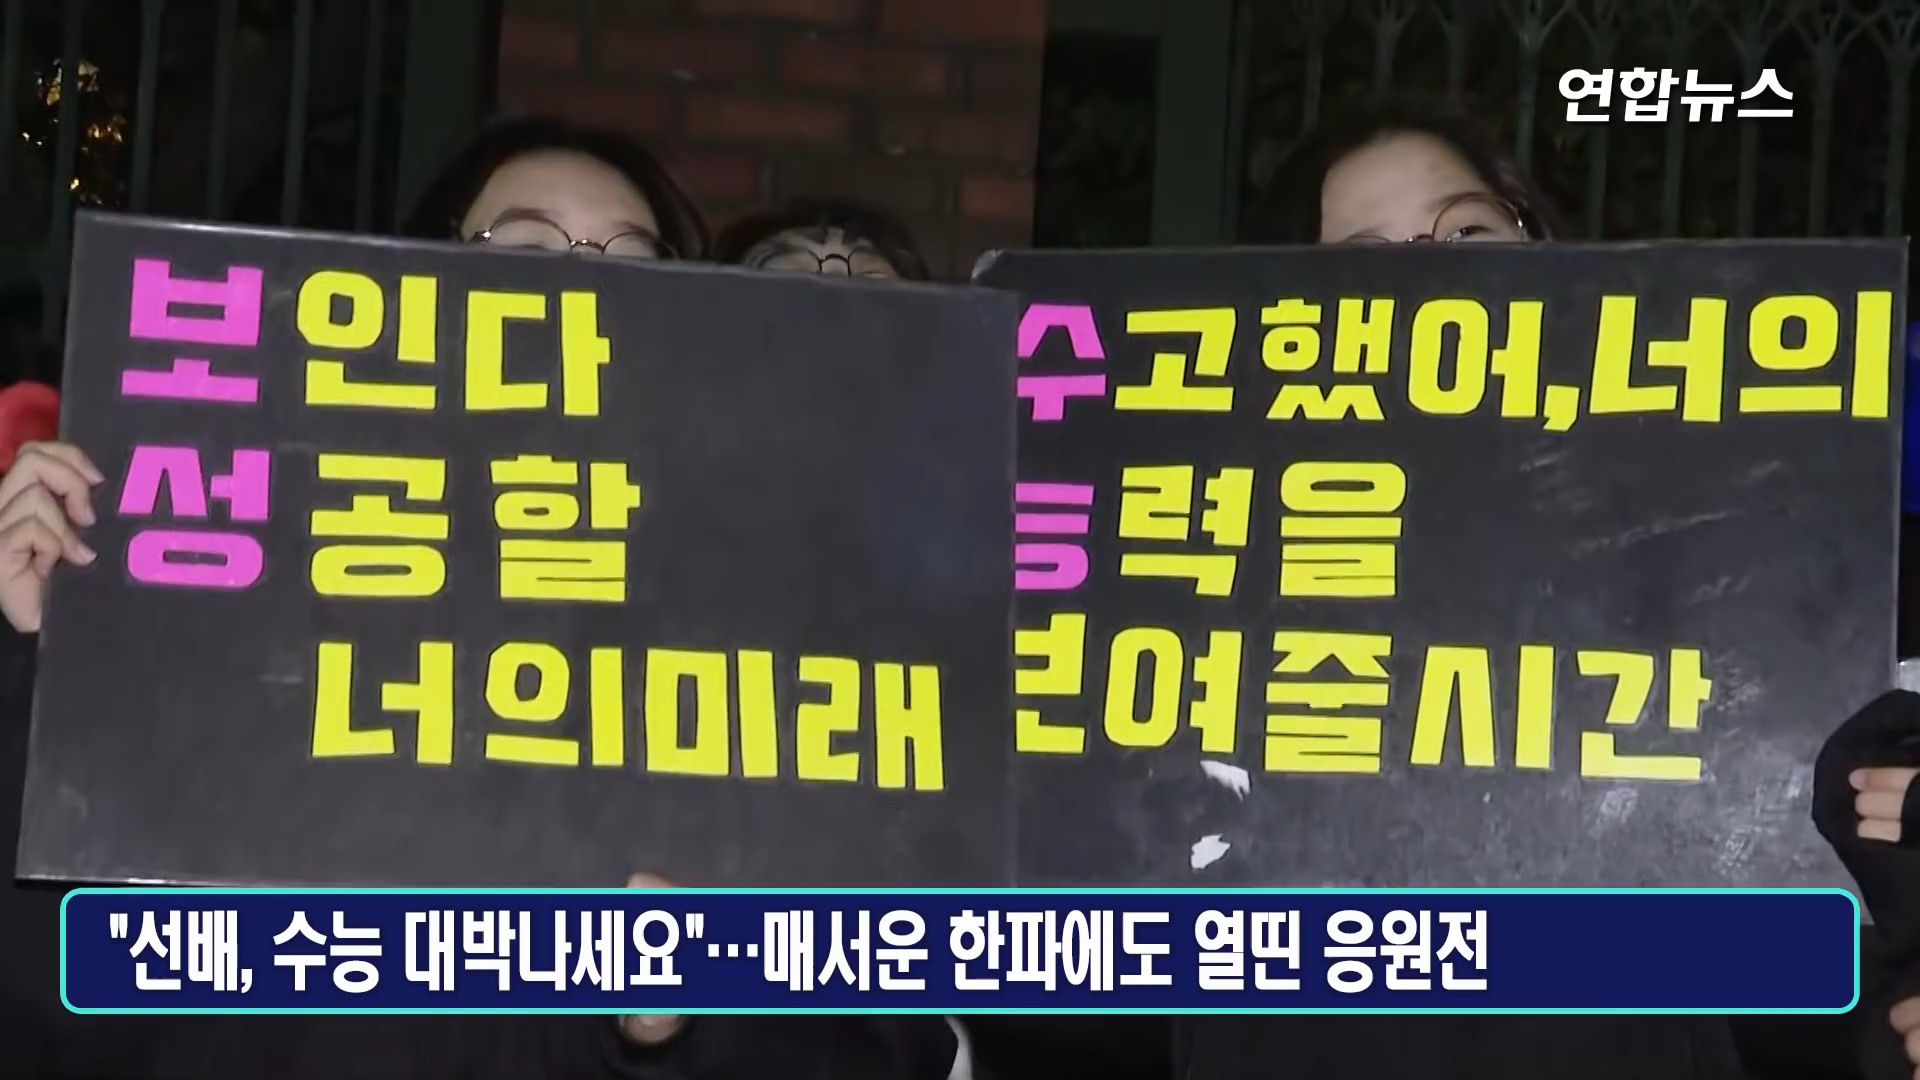 연합뉴스
보인다
성공할
너의미래
수고했어,너의
능력을
보여줄시간
"선배, 수능 대박나세요"…매서운 한파에도 열띤 응원전